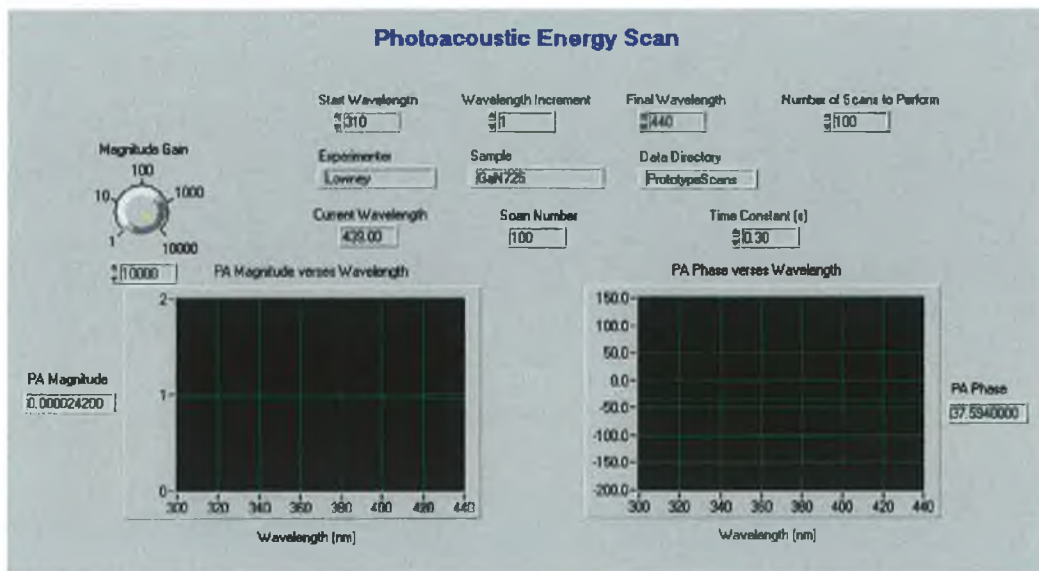 Photoacoustic Energy Scan
Start Wavelength Wavelength Increment Final Wavelength Number of Scans to Perform
310 1 440 100
Magnitude Gain
1 10 100 1000 10000
10000
Experimenter Sample Data Directory
Lowney GaN725 PrototypeScans
Current Wavelength Scan Number Time Constant (s)
439.00 100 0.30
PA Magnitude verses Wavelength
2
1
0
300 320 340 360 380 400 420 440
Wavelength (nm)
PA Magnitude
0.000024200
PA Phase verses Wavelength
150.0
100.0
50.0
0.0
-50.0
-100.0
-150.0
-200.0
300 320 340 360 380 400 420 440
Wavelength (nm)
PA Phase
37.5940000